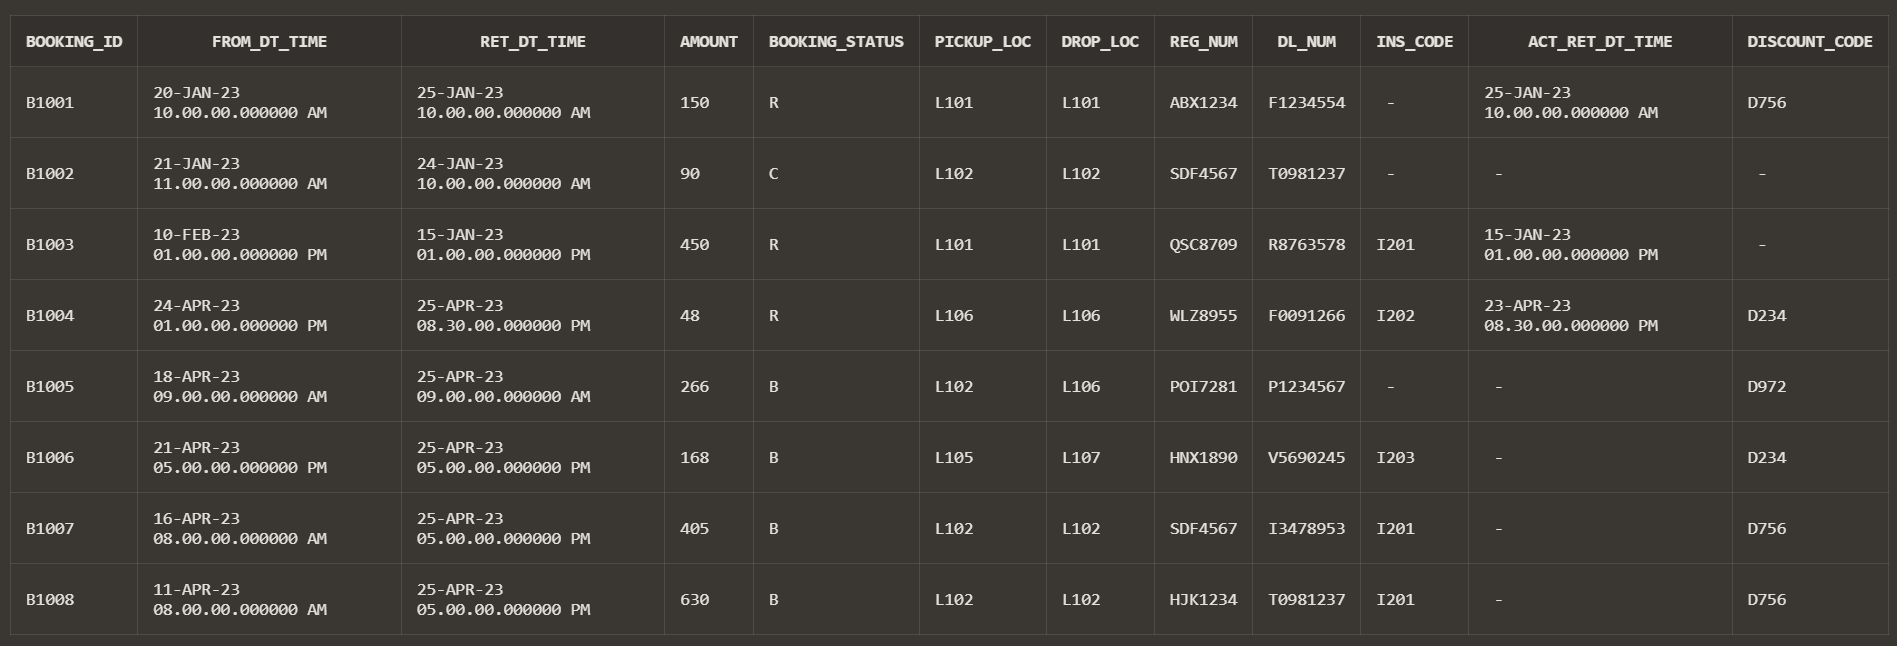 BOOKING_ID FROM_DT_TIME RET_DT_TIME AMOUNT BOOKING_STATUS PICKUP_LOC DROP_LOC REG_NUM DL_NUM INS_CODE ACT_RET_DT_TIME DISCOUNT_CODE
B1001 20-JAN-23 10.00.00.000000 AM 25-JAN-23 10.00.00.000000 AM 150 R L101 L101 ABX1234 F1234554 - 25-JAN-23 10.00.00.000000 AM D756
B1002 21-JAN-23 11.00.00.000000 AM 24-JAN-23 10.00.00.000000 AM 90 C L102 L102 SDF4567 T0981237 - - -
B1003 10-FEB-23 01.00.00.000000 PM 15-JAN-23 01.00.00.000000 PM 450 R L101 L101 QSC8709 R8763578 I201 15-JAN-23 01.00.00.000000 PM -
B1004 24-APR-23 01.00.00.000000 PM 25-APR-23 08.30.00.000000 PM 48 R L106 L106 WLZ8955 F0091266 I202 23-APR-23 08.30.00.000000 PM D234
B1005 18-APR-23 09.00.00.000000 AM 25-APR-23 09.00.00.000000 AM 266 B L102 L106 POI7281 P1234567 - - D972
B1006 21-APR-23 05.00.00.000000 PM 25-APR-23 05.00.00.000000 PM 168 B L105 L107 HNX1890 V5690245 I203 - D234
B1007 16-APR-23 08.00.00.000000 AM 25-APR-23 05.00.00.000000 PM 405 B L102 L102 SDF4567 I3478953 I201 - D756
B1008 11-APR-23 08.00.00.000000 AM 25-APR-23 05.00.00.000000 PM 630 B L102 L102 HJK1234 T0981237 I201 - D756